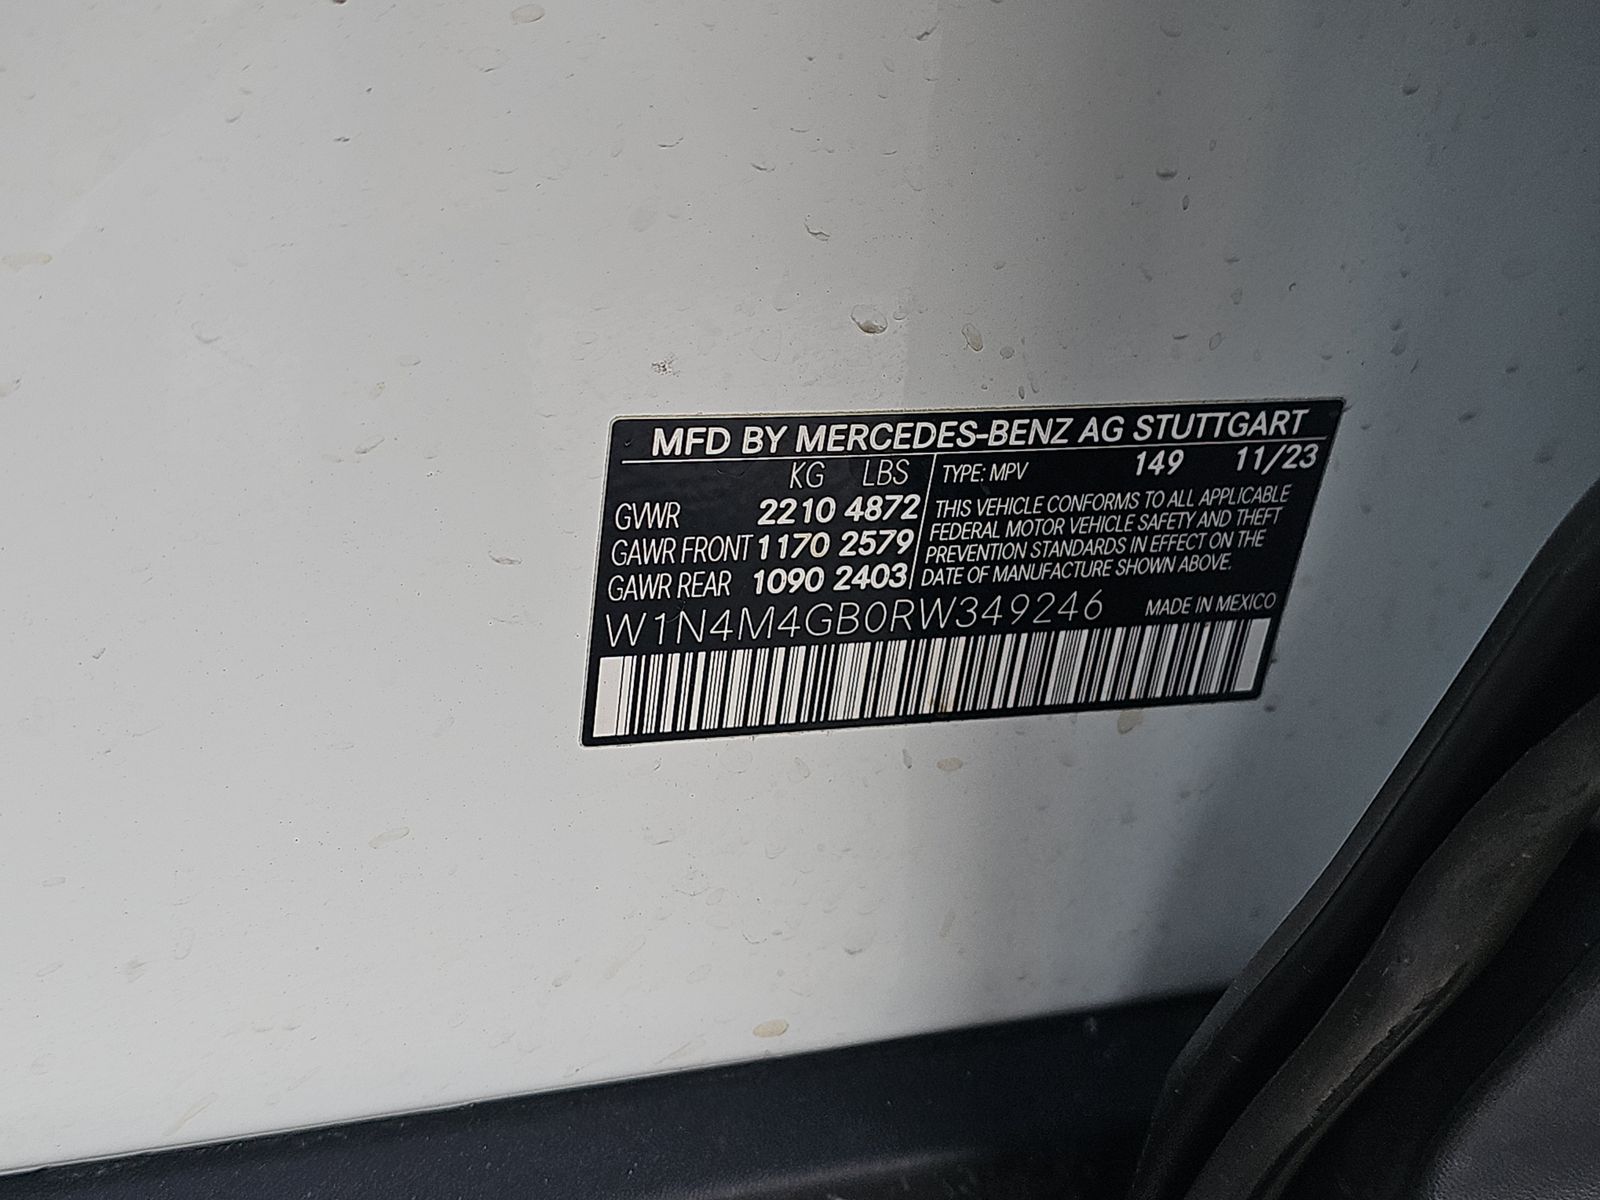 MFD BY MERCEDES-BENZ AG STUTTGART
KG LBS TYPE: MPV 149 11/23
GVWR 2210 4872
GAWR FRONT 1170 2579
GAWR REAR 1090 2403
THIS VEHICLE CONFORMS TO ALL APPLICABLE
FEDERAL MOTOR VEHICLE SAFETY AND THEFT
PREVENTION STANDARDS IN EFFECT ON THE
DATE OF MANUFACTURE SHOWN ABOVE.
W1N4M4GB0RW349246 MADE IN MEXICO